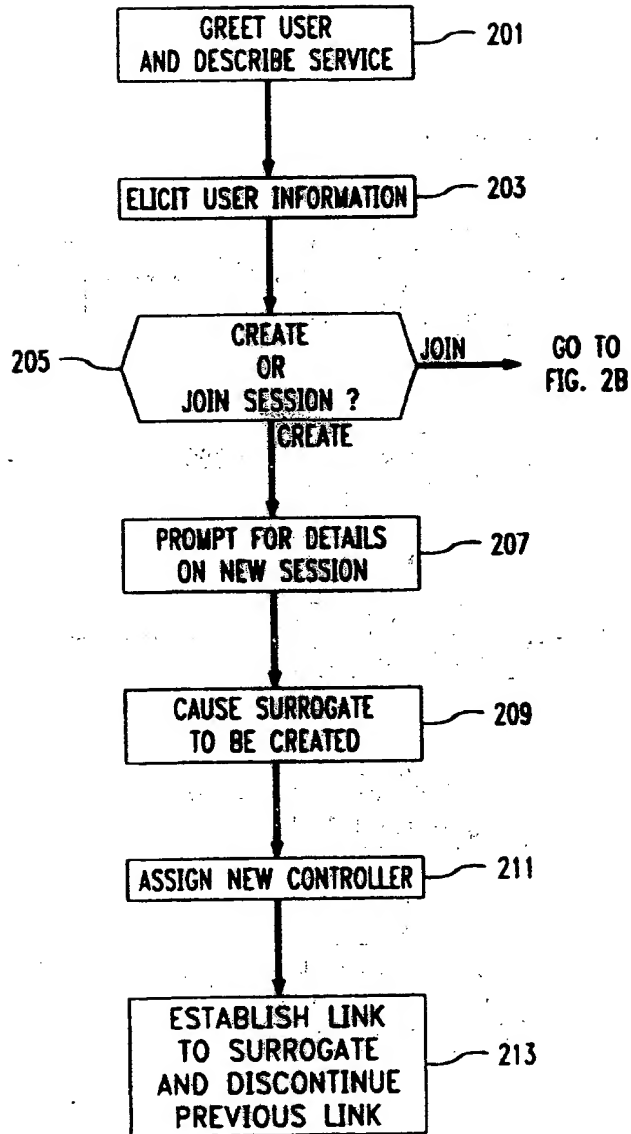 GREET USER
AND DESCRIBE SERVICE
201
ELICIT USER INFORMATION
203
205
CREATE
OR
JOIN SESSION ?
JOIN
GO TO
FIG. 2B
CREATE
PROMPT FOR DETAILS
ON NEW SESSION
207
CAUSE SURROGATE
TO BE CREATED
209
ASSIGN NEW CONTROLLER
211
ESTABLISH LINK
TO SURROGATE
AND DISCONTINUE
PREVIOUS LINK
213